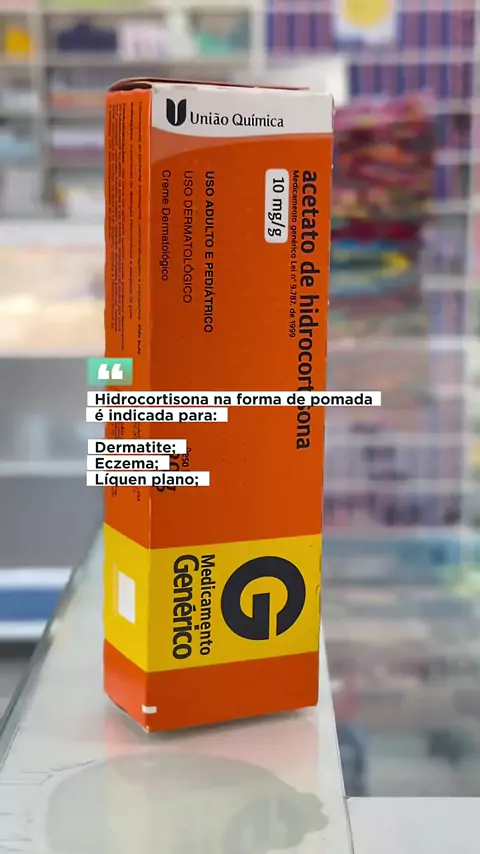 União Química
acetato de hidrocortisona
Medicamento genérico Lei nº 9.787, de 1999
10 mg/g
USO ADULTO E PEDIÁTRICO
USO DERMATOLÓGICO
Creme Dermatológico
Hidrocortisona na forma de pomada
é indicada para:
Dermatite;
Eczema;
Líquen plano;
G
Medicamento
Genérico